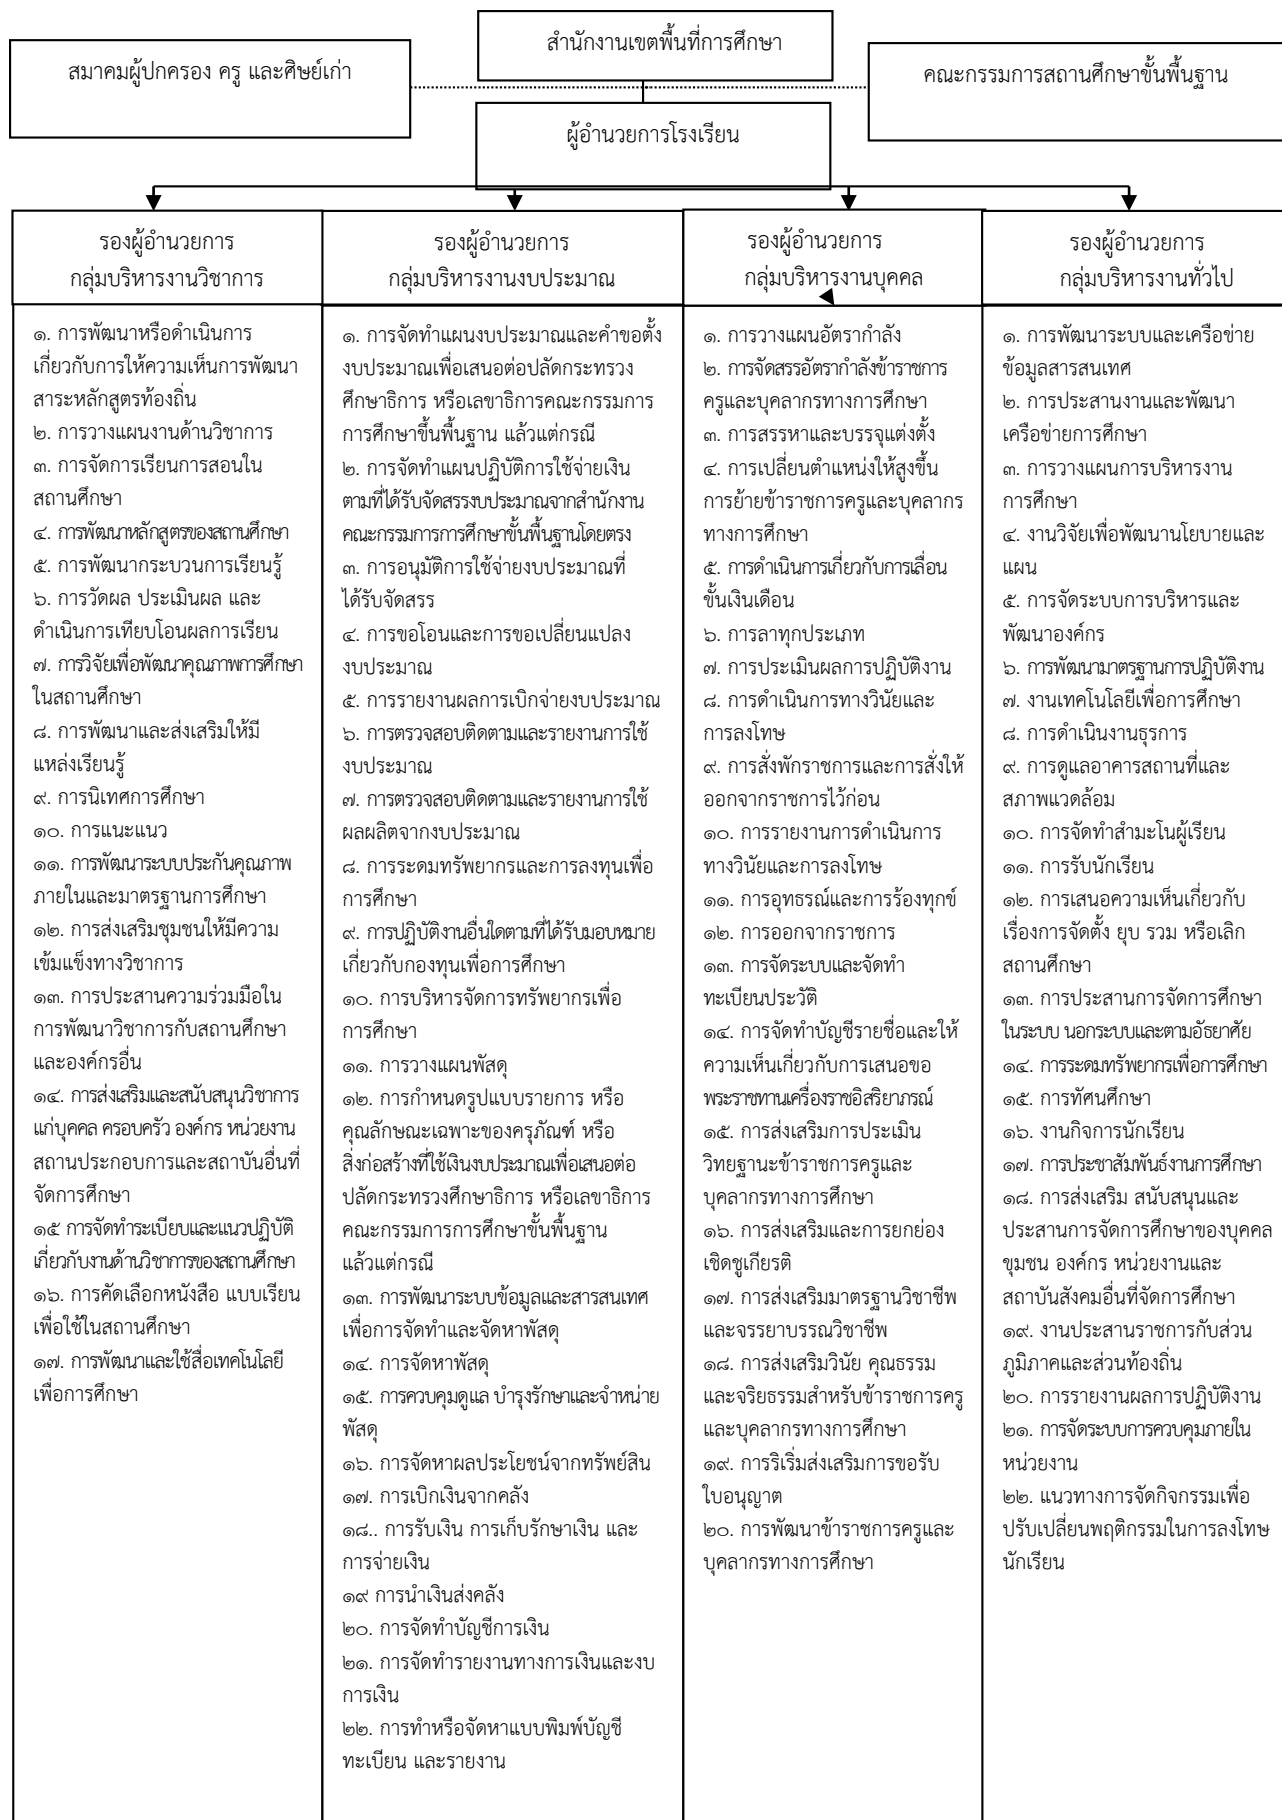 สำนักงานเขตพื้นที่การศึกษา
สมาคมผู้ปกครอง ครู และศิษย์เก่า
คณะกรรมการสถานศึกษาขั้นพื้นฐาน
ผู้อำนวยการโรงเรียน
รองผู้อำนวยการ
กลุ่มบริหารงานวิชาการ
๑. การพัฒนาหรือดำเนินการ
เกี่ยวกับการให้ความเห็นการพัฒนา
สาระหลักสูตรท้องถิ่น
๒. การวางแผนงานด้านวิชาการ
๓. การจัดการเรียนการสอนใน
สถานศึกษา
๔. การพัฒนาหลักสูตรของสถานศึกษา
๕. การพัฒนากระบวนการเรียนรู้
๖. การวัดผล ประเมินผล และ
ดำเนินการเทียบโอนผลการเรียน
๗. การวิจัยเพื่อพัฒนาคุณภาพการศึกษา
ในสถานศึกษา
๘. การพัฒนาและส่งเสริมให้มี
แหล่งเรียนรู้
๙. การนิเทศการศึกษา
๑๐. การแนะแนว
๑๑. การพัฒนาระบบประกันคุณภาพ
ภายในและมาตรฐานการศึกษา
๑๒. การส่งเสริมชุมชนให้มีความ
เข้มแข็งทางวิชาการ
๑๓. การประสานความร่วมมือใน
การพัฒนาวิชาการกับสถานศึกษา
และองค์กรอื่น
๑๔. การส่งเสริมและสนับสนุนวิชาการ
แก่บุคคล ครอบครัว องค์กร หน่วยงาน
สถานประกอบการและสถาบันอื่นที่
จัดการศึกษา
๑๕ การจัดทำระเบียบและแนวปฏิบัติ
เกี่ยวกับงานด้านวิชาการของสถานศึกษา
๑๖. การคัดเลือกหนังสือ แบบเรียน
เพื่อใช้ในสถานศึกษา
๑๗. การพัฒนาและใช้สื่อเทคโนโลยี
เพื่อการศึกษา
รองผู้อำนวยการ
กลุ่มบริหารงานงบประมาณ
๑. การจัดทำแผนงบประมาณและคำขอตั้ง
งบประมาณเพื่อเสนอต่อปลัดกระทรวง
ศึกษาธิการ หรือเลขาธิการคณะกรรมการ
การศึกษาขึ้นพื้นฐาน แล้วแต่กรณี
๒. การจัดทำแผนปฏิบัติการใช้จ่ายเงิน
ตามที่ได้รับจัดสรรงบประมาณจากสำนักงาน
คณะกรรมการการศึกษาขั้นพื้นฐานโดยตรง
๓. การอนุมัติการใช้จ่ายงบประมาณที่
ได้รับจัดสรร
๔. การขอโอนและการขอเปลี่ยนแปลง
งบประมาณ
๕. การรายงานผลการเบิกจ่ายงบประมาณ
๖. การตรวจสอบติดตามและรายงานการใช้
งบประมาณ
๗. การตรวจสอบติดตามและรายงานการใช้
ผลผลิตจากงบประมาณ
๘. การระดมทรัพยากรและการลงทุนเพื่อ
การศึกษา
๙. การปฏิบัติงานอื่นใดตามที่ได้รับมอบหมาย
เกี่ยวกับกองทุนเพื่อการศึกษา
๑๐. การบริหารจัดการทรัพยากรเพื่อ
การศึกษา
๑๑. การวางแผนพัสดุ
๑๒. การกำหนดรูปแบบรายการ หรือ
คุณลักษณะเฉพาะของครุภัณฑ์ หรือ
สิ่งก่อสร้างที่ใช้เงินงบประมาณเพื่อเสนอต่อ
ปลัดกระทรวงศึกษาธิการ หรือเลขาธิการ
คณะกรรมการการศึกษาขั้นพื้นฐาน
แล้วแต่กรณี
๑๓. การพัฒนาระบบข้อมูลและสารสนเทศ
เพื่อการจัดทำและจัดหาพัสดุ
๑๔. การจัดหาพัสดุ
๑๕. การควบคุมดูแล บำรุงรักษาและจำหน่าย
พัสดุ
๑๖. การจัดหาผลประโยชน์จากทรัพย์สิน
๑๗. การเบิกเงินจากคลัง
๑๘.. การรับเงิน การเก็บรักษาเงิน และ
การจ่ายเงิน
๑๙ การนำเงินส่งคลัง
๒๐. การจัดทำบัญชีการเงิน
๒๑. การจัดทำรายงานทางการเงินและงบ
การเงิน
๒๒. การทำหรือจัดหาแบบพิมพ์บัญชี
ทะเบียน และรายงาน
รองผู้อำนวยการ
กลุ่มบริหารงานบุคคล
๑. การวางแผนอัตรากำลัง
๒. การจัดสรรอัตรากำลังข้าราชการ
ครูและบุคลากรทางการศึกษา
๓. การสรรหาและบรรจุแต่งตั้ง
๔. การเปลี่ยนตำแหน่งให้สูงขึ้น
การย้ายข้าราชการครูและบุคลากร
ทางการศึกษา
๕. การดำเนินการเกี่ยวกับการเลื่อน
ขั้นเงินเดือน
๖. การลาทุกประเภท
๗. การประเมินผลการปฏิบัติงาน
๘. การดำเนินการทางวินัยและ
การลงโทษ
๙. การสั่งพักราชการและการสั่งให้
ออกจากราชการไว้ก่อน
๑๐. การรายงานการดำเนินการ
ทางวินัยและการลงโทษ
๑๑. การอุทธรณ์และการร้องทุกข์
๑๒. การออกจากราชการ
๑๓. การจัดระบบและจัดทำ
ทะเบียนประวัติ
๑๔. การจัดทำบัญชีรายชื่อและให้
ความเห็นเกี่ยวกับการเสนอขอ
พระราชทานเครื่องราชอิสริยาภรณ์
๑๕. การส่งเสริมการประเมิน
วิทยฐานะข้าราชการครูและ
บุคลากรทางการศึกษา
๑๖. การส่งเสริมและการยกย่อง
เชิดชูเกียรติ
๑๗. การส่งเสริมมาตรฐานวิชาชีพ
และจรรยาบรรณวิชาชีพ
๑๘. การส่งเสริมวินัย คุณธรรม
และจริยธรรมสำหรับข้าราชการครู
และบุคลากรทางการศึกษา
๑๙. การริเริ่มส่งเสริมการขอรับ
ใบอนุญาต
๒๐. การพัฒนาข้าราชการครูและ
บุคลากรทางการศึกษา
รองผู้อำนวยการ
กลุ่มบริหารงานทั่วไป
๑. การพัฒนาระบบและเครือข่าย
ข้อมูลสารสนเทศ
๒. การประสานงานและพัฒนา
เครือข่ายการศึกษา
๓. การวางแผนการบริหารงาน
การศึกษา
๔. งานวิจัยเพื่อพัฒนานโยบายและ
แผน
๕. การจัดระบบการบริหารและ
พัฒนาองค์กร
๖. การพัฒนามาตรฐานการปฏิบัติงาน
๗. งานเทคโนโลยีเพื่อการศึกษา
๘. การดำเนินงานธุรการ
๙. การดูแลอาคารสถานที่และ
สภาพแวดล้อม
๑๐. การจัดทำสำมะโนผู้เรียน
๑๑. การรับนักเรียน
๑๒. การเสนอความเห็นเกี่ยวกับ
เรื่องการจัดตั้ง ยุบ รวม หรือเลิก
สถานศึกษา
๑๓. การประสานการจัดการศึกษา
ในระบบ นอกระบบและตามอัธยาศัย
๑๔. การระดมทรัพยากรเพื่อการศึกษา
๑๕. การทัศนศึกษา
๑๖. งานกิจการนักเรียน
๑๗. การประชาสัมพันธ์งานการศึกษา
๑๘. การส่งเสริม สนับสนุนและ
ประสานการจัดการศึกษาของบุคคล
ขุมชน องค์กร หน่วยงานและ
สถาบันสังคมอื่นที่จัดการศึกษา
๑๙. งานประสานราชการกับส่วน
ภูมิภาคและส่วนท้องถิ่น
๒๐. การรายงานผลการปฏิบัติงาน
๒๑. การจัดระบบการควบคุมภายใน
หน่วยงาน
๒๒. แนวทางการจัดกิจกรรมเพื่อ
ปรับเปลี่ยนพฤติกรรมในการลงโทษ
นักเรียน